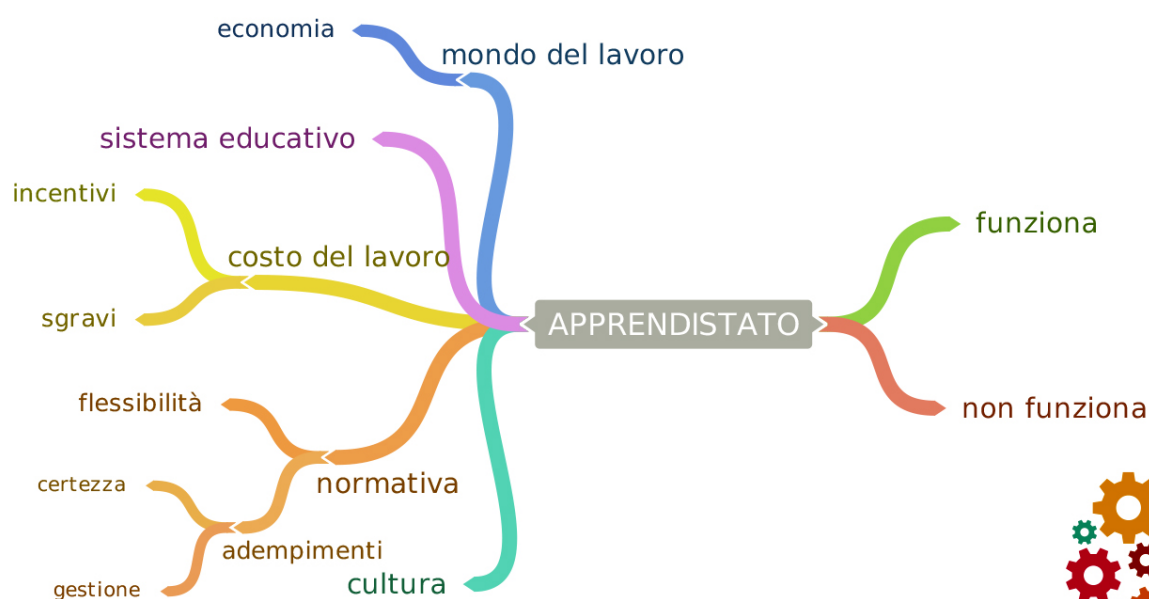 economia
mondo del lavoro
sistema educativo
incentivi
costo del lavoro
sgravi
flessibilità
normativa
certezza
adempimenti
gestione
cultura
APPRENDISTATO
funziona
non funziona